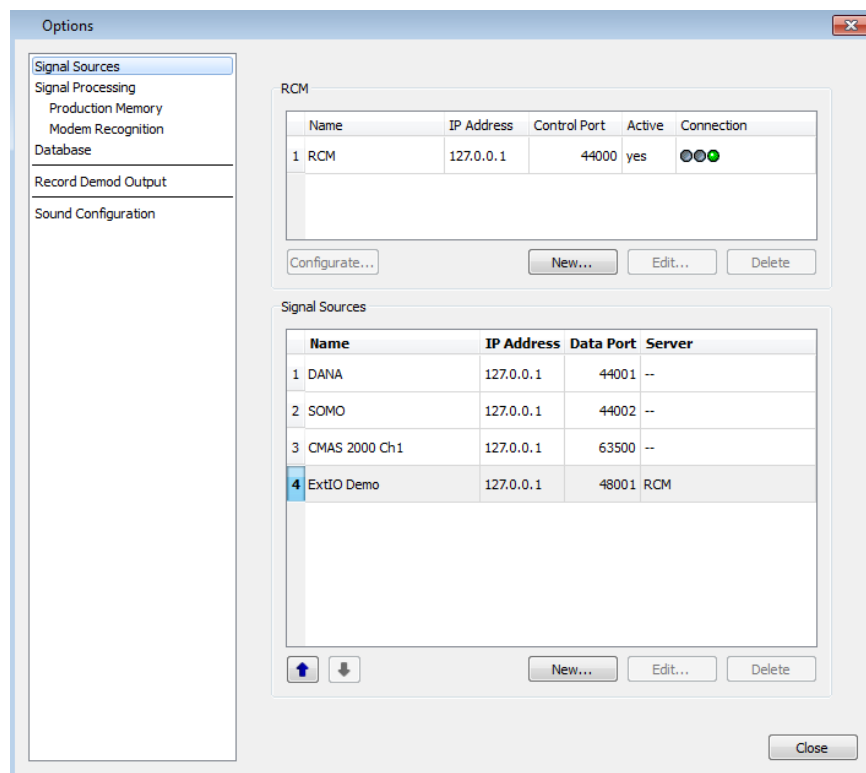 Options
Signal Sources
Signal Processing
Production Memory
Modem Recognition
Database
Record Demod Output
Sound Configuration
RCM
Name IP Address Control Port Active Connection
1 RCM 127.0.0.1 44000 yes
Configurate... New... Edit... Delete
Signal Sources
Name IP Address Data Port Server
1 DANA 127.0.0.1 44001 --
2 SOMO 127.0.0.1 44002 --
3 CMAS 2000 Ch1 127.0.0.1 63500 --
4 ExtIO Demo 127.0.0.1 48001 RCM
New... Edit... Delete
Close